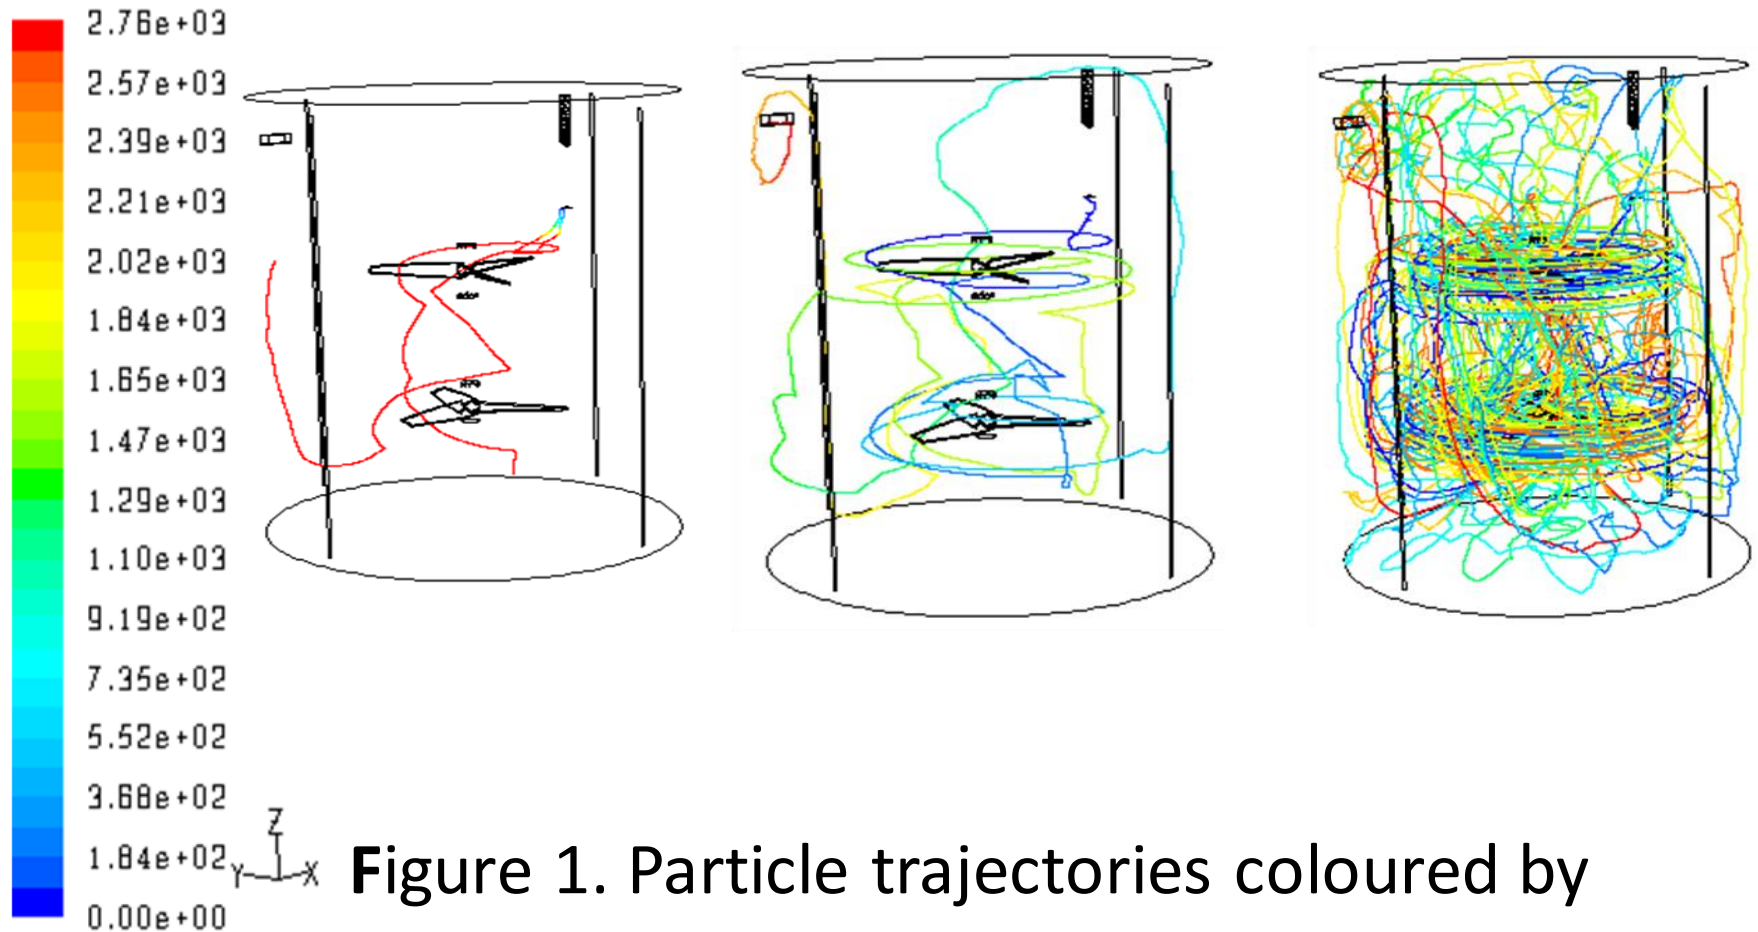 2.76e+03
2.57e+03
2.39e+03
2.21e+03
2.02e+03
1.84e+03
1.65e+03
1.47e+03
1.29e+03
1.10e+03
9.19e+02
7.35e+02
5.52e+02
3.68e+02
1.84e+02
0.00e+00
Z
Y X
Figure 1. Particle trajectories coloured by